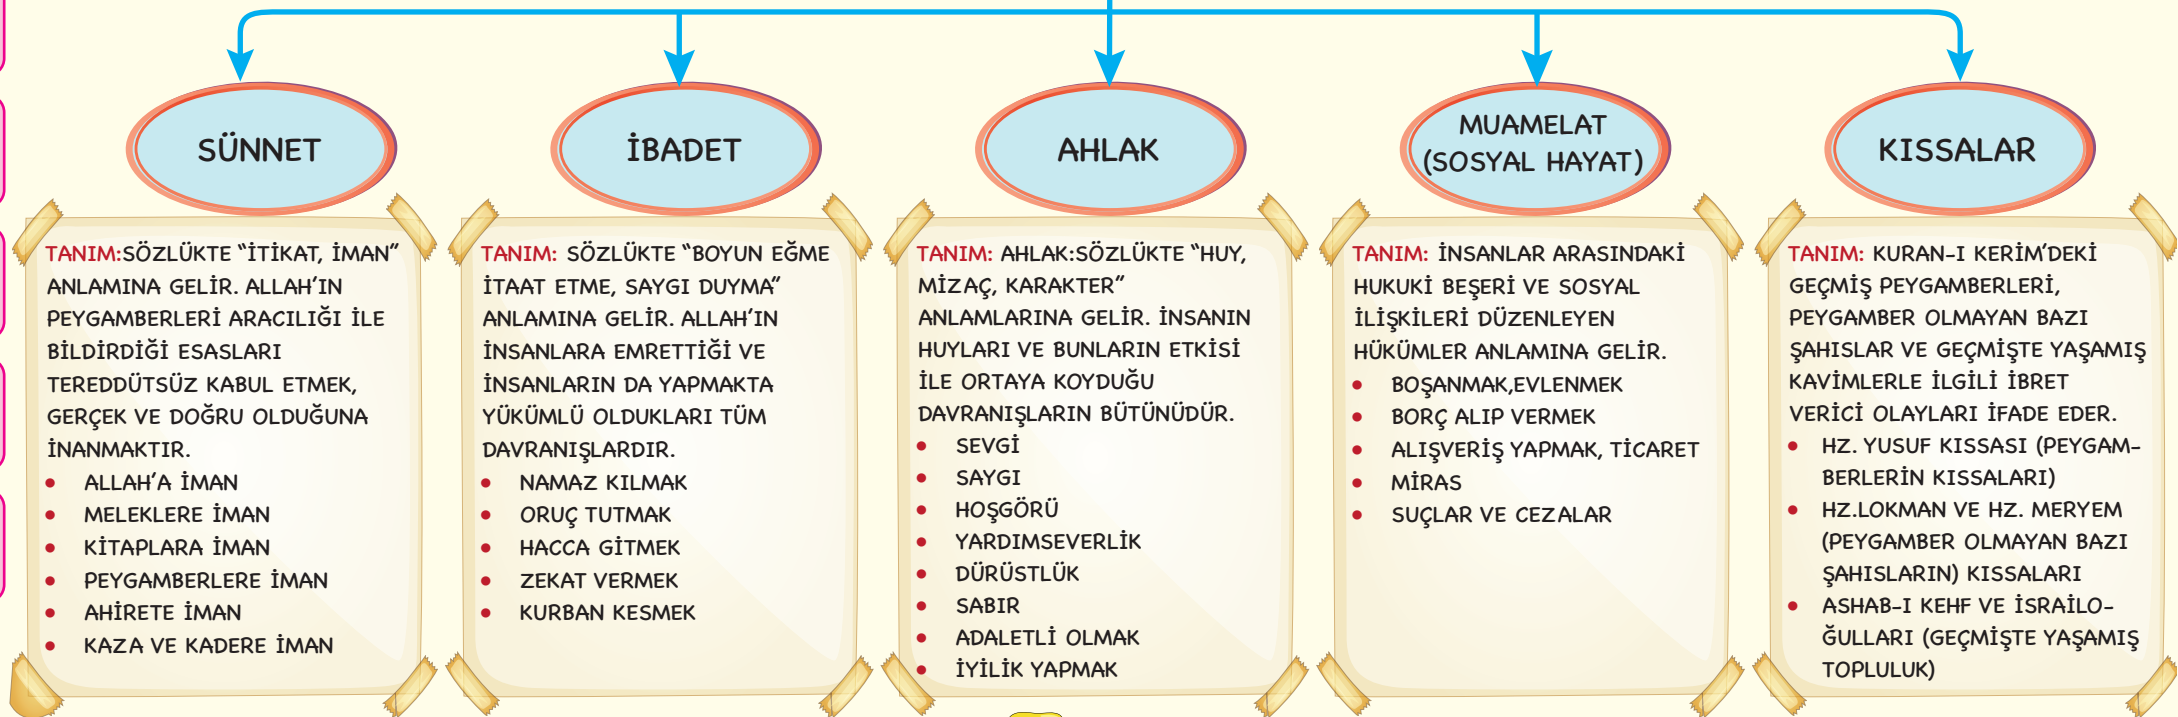 SÜNNET
TANIM:SÖZLÜKTE “İTİKAT, İMAN”
ANLAMINA GELİR. ALLAH’IN
PEYGAMBERLERİ ARACILIĞI İLE
BİLDİRDİĞİ ESASLARI
TEREDDÜTSÜZ KABUL ETMEK,
GERÇEK VE DOĞRU OLDUĞUNA
İNANMAKTIR.
• ALLAH’A İMAN
• MELEKLERE İMAN
• KİTAPLARA İMAN
• PEYGAMBERLERE İMAN
• AHİRETE İMAN
• KAZA VE KADERE İMAN
İBADET
TANIM: SÖZLÜKTE “BOYUN EĞME
İTAAT ETME, SAYGI DUYMA”
ANLAMINA GELİR. ALLAH’IN
İNSANLARA EMRETTİĞİ VE
İNSANLARIN DA YAPMAKTA
YÜKÜMLÜ OLDUKLARI TÜM
DAVRANIŞLARDIR.
• NAMAZ KILMAK
• ORUÇ TUTMAK
• HACCA GİTMEK
• ZEKAT VERMEK
• KURBAN KESMEK
AHLAK
TANIM: AHLAK:SÖZLÜKTE “HUY,
MİZAÇ, KARAKTER”
ANLAMLARINA GELİR. İNSANIN
HUYLARI VE BUNLARIN ETKİSİ
İLE ORTAYA KOYDUĞU
DAVRANIŞLARIN BÜTÜNÜDÜR.
• SEVGİ
• SAYGI
• HOŞGÖRÜ
• YARDIMSEVERLİK
• DÜRÜSTLÜK
• SABIR
• ADALETLİ OLMAK
• İYİLİK YAPMAK
MUAMELAT
(SOSYAL HAYAT)
TANIM: İNSANLAR ARASINDAKİ
HUKUKİ BEŞERİ VE SOSYAL
İLİŞKİLERİ DÜZENLEYEN
HÜKÜMLER ANLAMINA GELİR.
• BOŞANMAK,EVLENMEK
• BORÇ ALIP VERMEK
• ALIŞVERİŞ YAPMAK, TİCARET
• MİRAS
• SUÇLAR VE CEZALAR
KISSALAR
TANIM: KURAN-I KERİM’DEKİ
GEÇMİŞ PEYGAMBERLERİ,
PEYGAMBER OLMAYAN BAZI
ŞAHISLAR VE GEÇMİŞTE YAŞAMIŞ
KAVİMLERLE İLGİLİ İBRET
VERİCİ OLAYLARI İFADE EDER.
• HZ. YUSUF KISSASI (PEYGAM-
BERLERİN KISSALARI)
• HZ.LOKMAN VE HZ. MERYEM
(PEYGAMBER OLMAYAN BAZI
ŞAHISLARIN) KISSALARI
• ASHAB-I KEHF VE İSRAİLO-
ĞULLARI (GEÇMİŞTE YAŞAMIŞ
TOPLULUK)